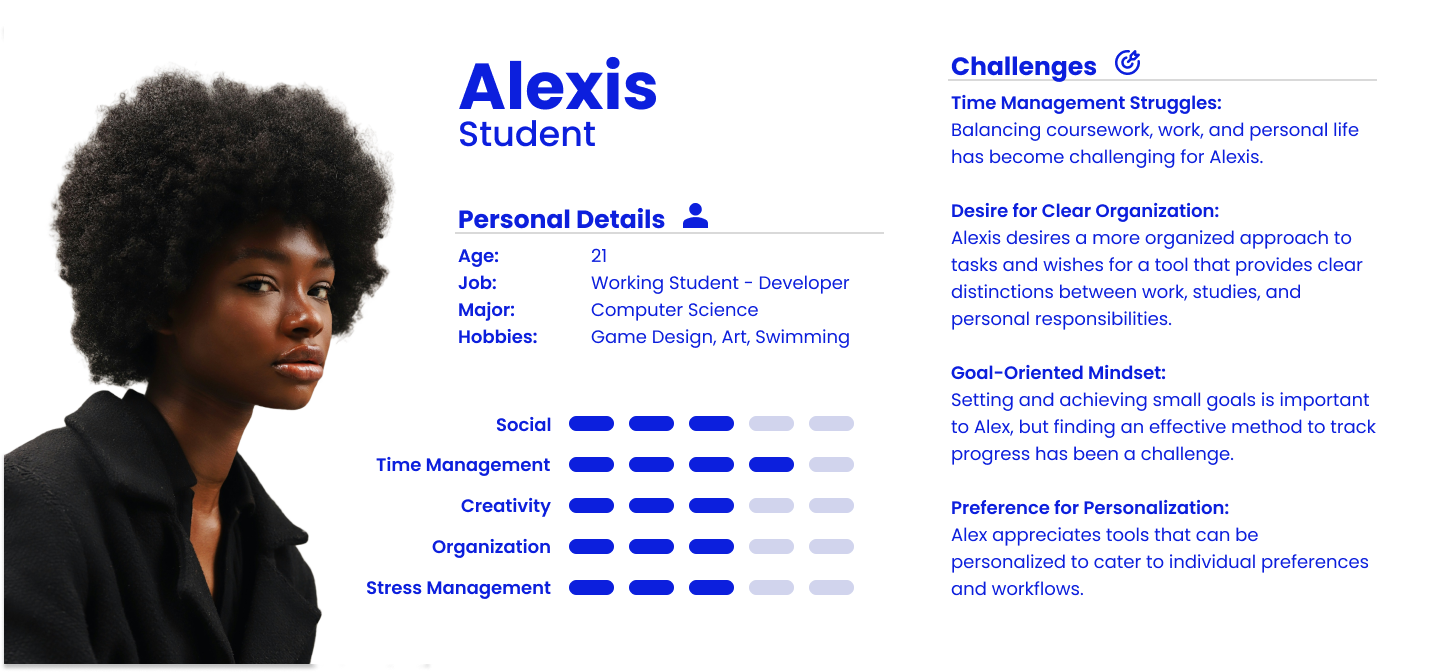 Alexis
Student
Personal Details
Age: 21
Job: Working Student - Developer
Major: Computer Science
Hobbies: Game Design, Art, Swimming
Social
Time Management
Creativity
Organization
Stress Management
Challenges
Time Management Struggles:
Balancing coursework, work, and personal life
has become challenging for Alexis.
Desire for Clear Organization:
Alexis desires a more organized approach to
tasks and wishes for a tool that provides clear
distinctions between work, studies, and
personal responsibilities.
Goal-Oriented Mindset:
Setting and achieving small goals is important
to Alex, but finding an effective method to track
progress has been a challenge.
Preference for Personalization:
Alex appreciates tools that can be
personalized to cater to individual preferences
and workflows.